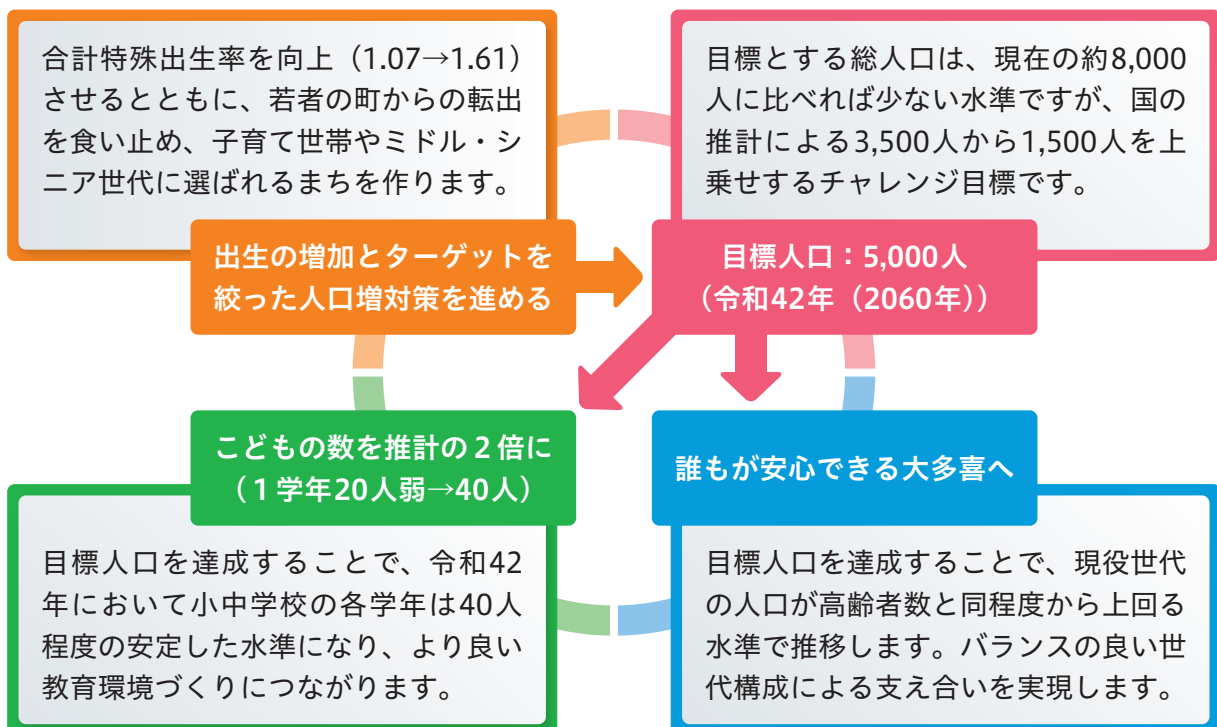 合計特殊出生率を向上（1.07→1.61）
させるとともに、若者の町からの転出
を食い止め、子育て世帯やミドル・シ
ニア世代に選ばれるまちを作ります。
出生の増加とターゲットを
絞った人口増対策を進める
目標とする総人口は、現在の約8,000
人に比べれば少ない水準ですが、国の
推計による3,500人から1,500人を上
乗せするチャレンジ目標です。
目標人口：5,000人
（令和42年（2060年））
こどもの数を推計の２倍に
（１学年20人弱→40人）
目標人口を達成することで、令和42
年において小中学校の各学年は40人
程度の安定した水準になり、より良い
教育環境づくりにつながります。
誰もが安心できる大多喜へ
目標人口を達成することで、現役世代
の人口が高齢者数と同程度から上回る
水準で推移します。バランスの良い世
代構成による支え合いを実現します。